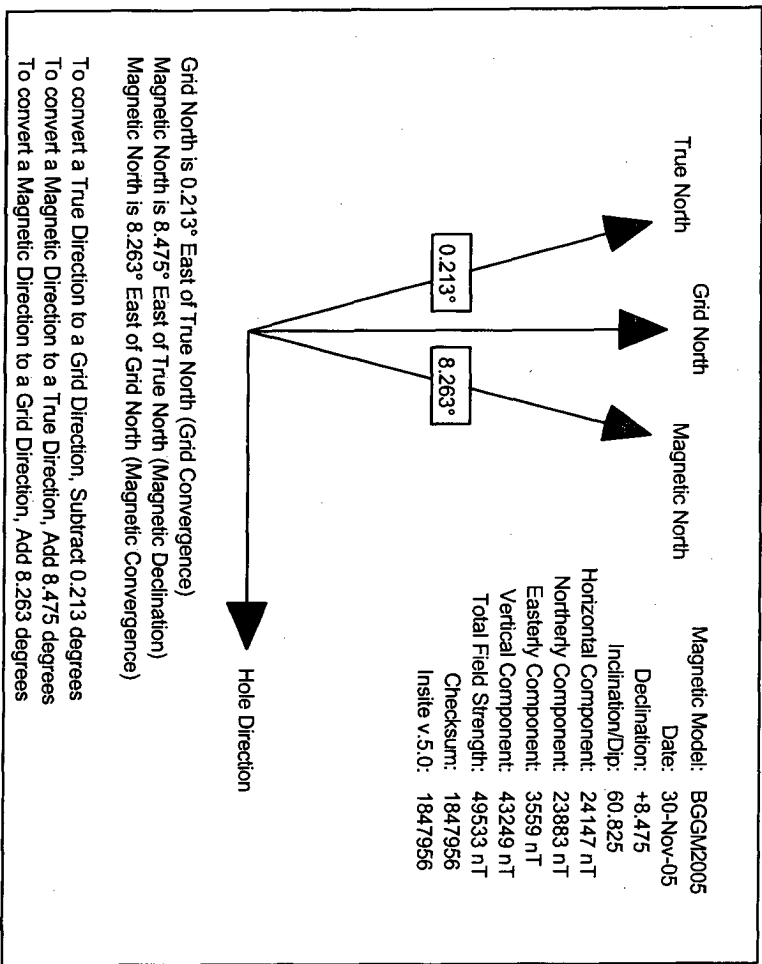 True North
Grid North
Magnetic North
0.213°
8.263°
Hole Direction
Magnetic Model: BGGM2005
Date: 30-Nov-05
Declination: +8.475
Inclination/Dip: 60.825
Horizontal Component: 24147 nT
Northerly Component: 23883 nT
Easterly Component: 3559 nT
Vertical Component: 43249 nT
Total Field Strength: 49533 nT
Checksum: 1847956
Insite v.5.0: 1847956
Grid North is 0.213° East of True North (Grid Convergence)
Magnetic North is 8.475° East of True North (Magnetic Declination)
Magnetic North is 8.263° East of Grid North (Magnetic Convergence)
To convert a True Direction to a Grid Direction, Subtract 0.213 degrees
To convert a Magnetic Direction to a True Direction, Add 8.475 degrees
To convert a Magnetic Direction to a Grid Direction, Add 8.263 degrees